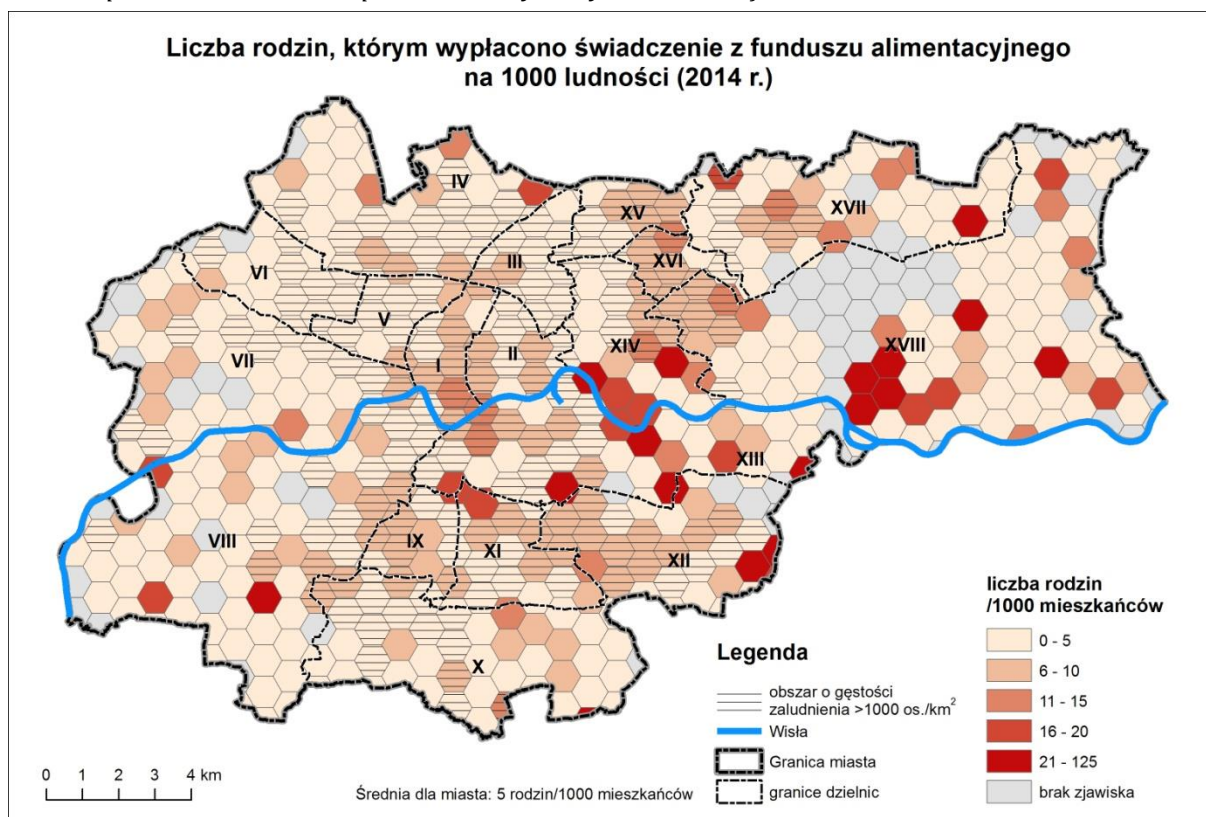 Liczba rodzin, którym wypłacono świadczenie z funduszu alimentacyjnego
na 1000 ludności (2014 r.)
IV
XV
XVII
VI
III
XVI
V
VII
I
II
XIV
XVIII
XIII
VIII
IX
XI
XII
X
Legenda
obszar o gęstości
zaludnienia >1000 os./km²
Wisła
Granica miasta
granice dzielnic
liczba rodzin
/1000 mieszkańców
0 - 5
6 - 10
11 - 15
16 - 20
21 - 125
brak zjawiska
0 1 2 3 4 km
Średnia dla miasta: 5 rodzin/1000 mieszkańców